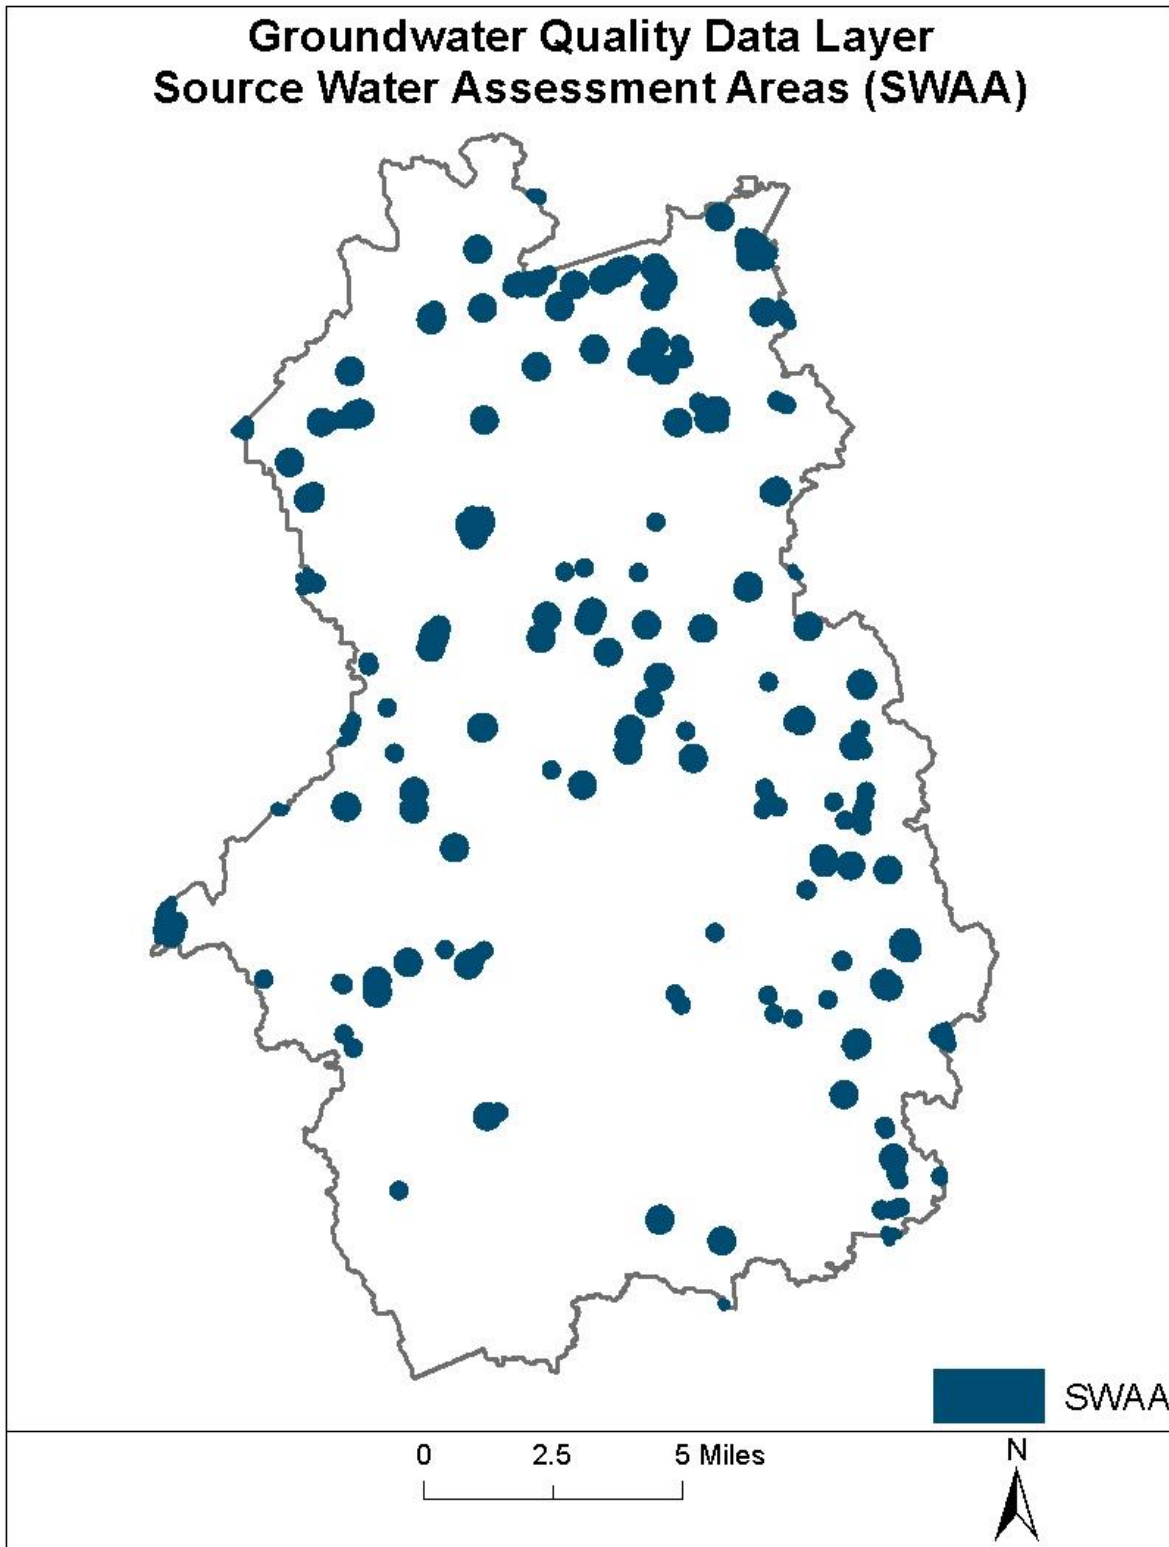 Groundwater Quality Data Layer
Source Water Assessment Areas (SWAA)
SWAA
0 2.5 5 Miles
N